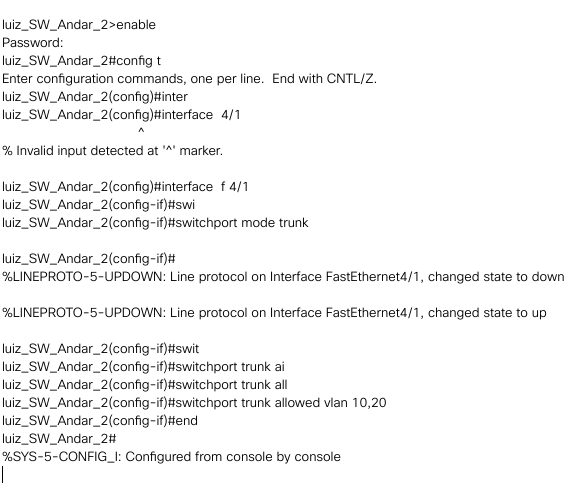 luiz_SW_Andar_2>enable
Password:
luiz_SW_Andar_2#config t
Enter configuration commands, one per line.  End with CNTL/Z.
luiz_SW_Andar_2(config)#inter
luiz_SW_Andar_2(config)#interface  4/1
^
% Invalid input detected at '^' marker.
luiz_SW_Andar_2(config)#interface  f 4/1
luiz_SW_Andar_2(config-if)#swi
luiz_SW_Andar_2(config-if)#switchport mode trunk
luiz_SW_Andar_2(config-if)#
%LINEPROTO-5-UPDOWN: Line protocol on Interface FastEthernet4/1, changed state to down
%LINEPROTO-5-UPDOWN: Line protocol on Interface FastEthernet4/1, changed state to up
luiz_SW_Andar_2(config-if)#swit
luiz_SW_Andar_2(config-if)#switchport trunk ai
luiz_SW_Andar_2(config-if)#switchport trunk all
luiz_SW_Andar_2(config-if)#switchport trunk allowed vlan 10,20
luiz_SW_Andar_2(config-if)#end
luiz_SW_Andar_2#
%SYS-5-CONFIG_I: Configured from console by console